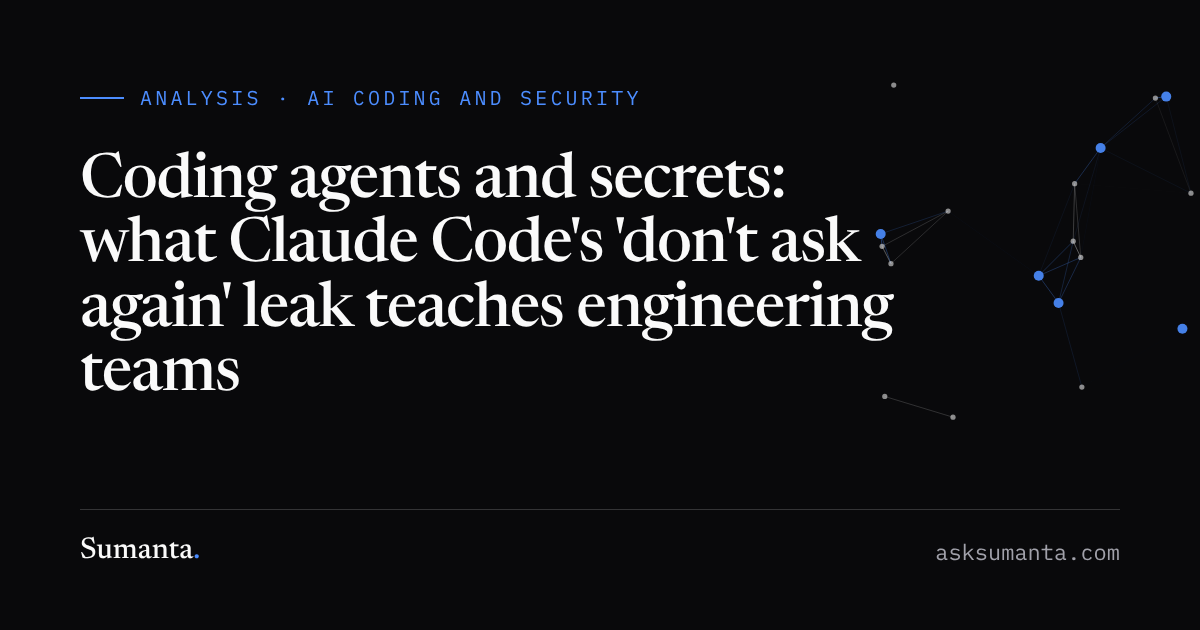 ANALYSIS · AI CODING AND SECURITY
Coding agents and secrets:
what Claude Code's 'don't ask
again' leak teaches engineering
teams
Sumanta.
asksumanta.com